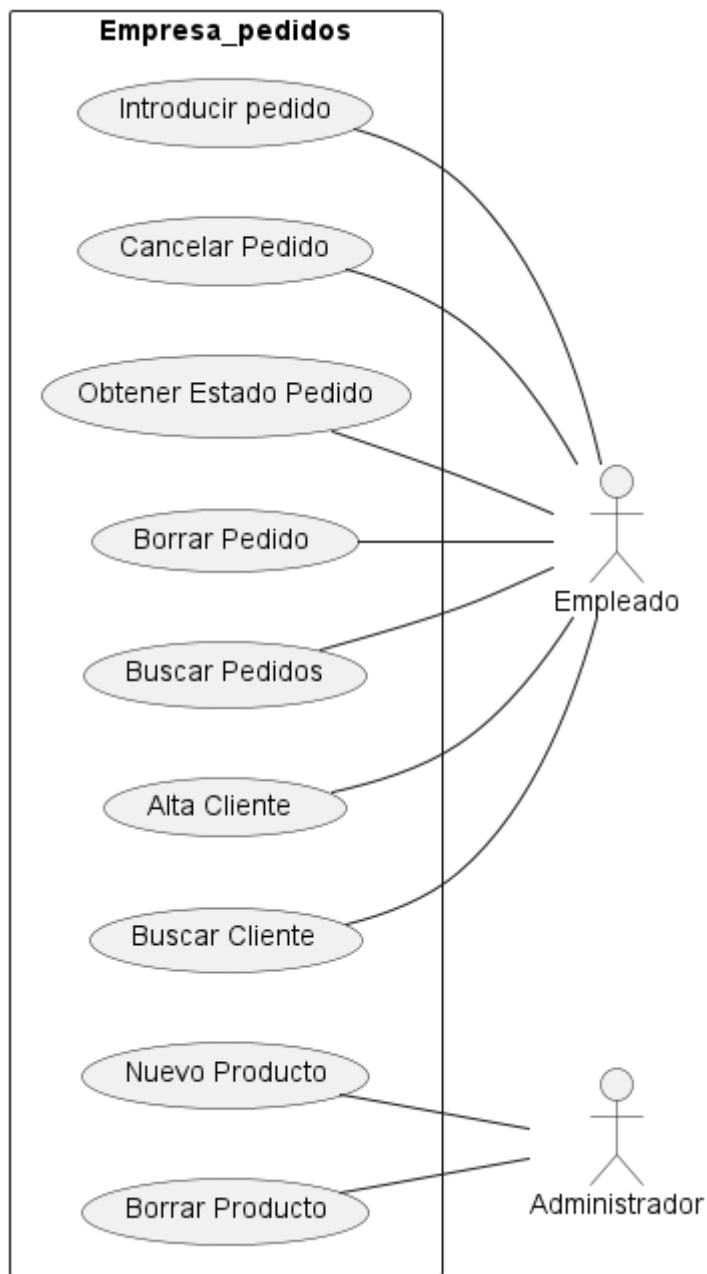 Empresa_pedidos
Introducir pedido
Cancelar Pedido
Obtener Estado Pedido
Borrar Pedido
Empleado
Buscar Pedidos
Alta Cliente
Buscar Cliente
Nuevo Producto
Borrar Producto
Administrador